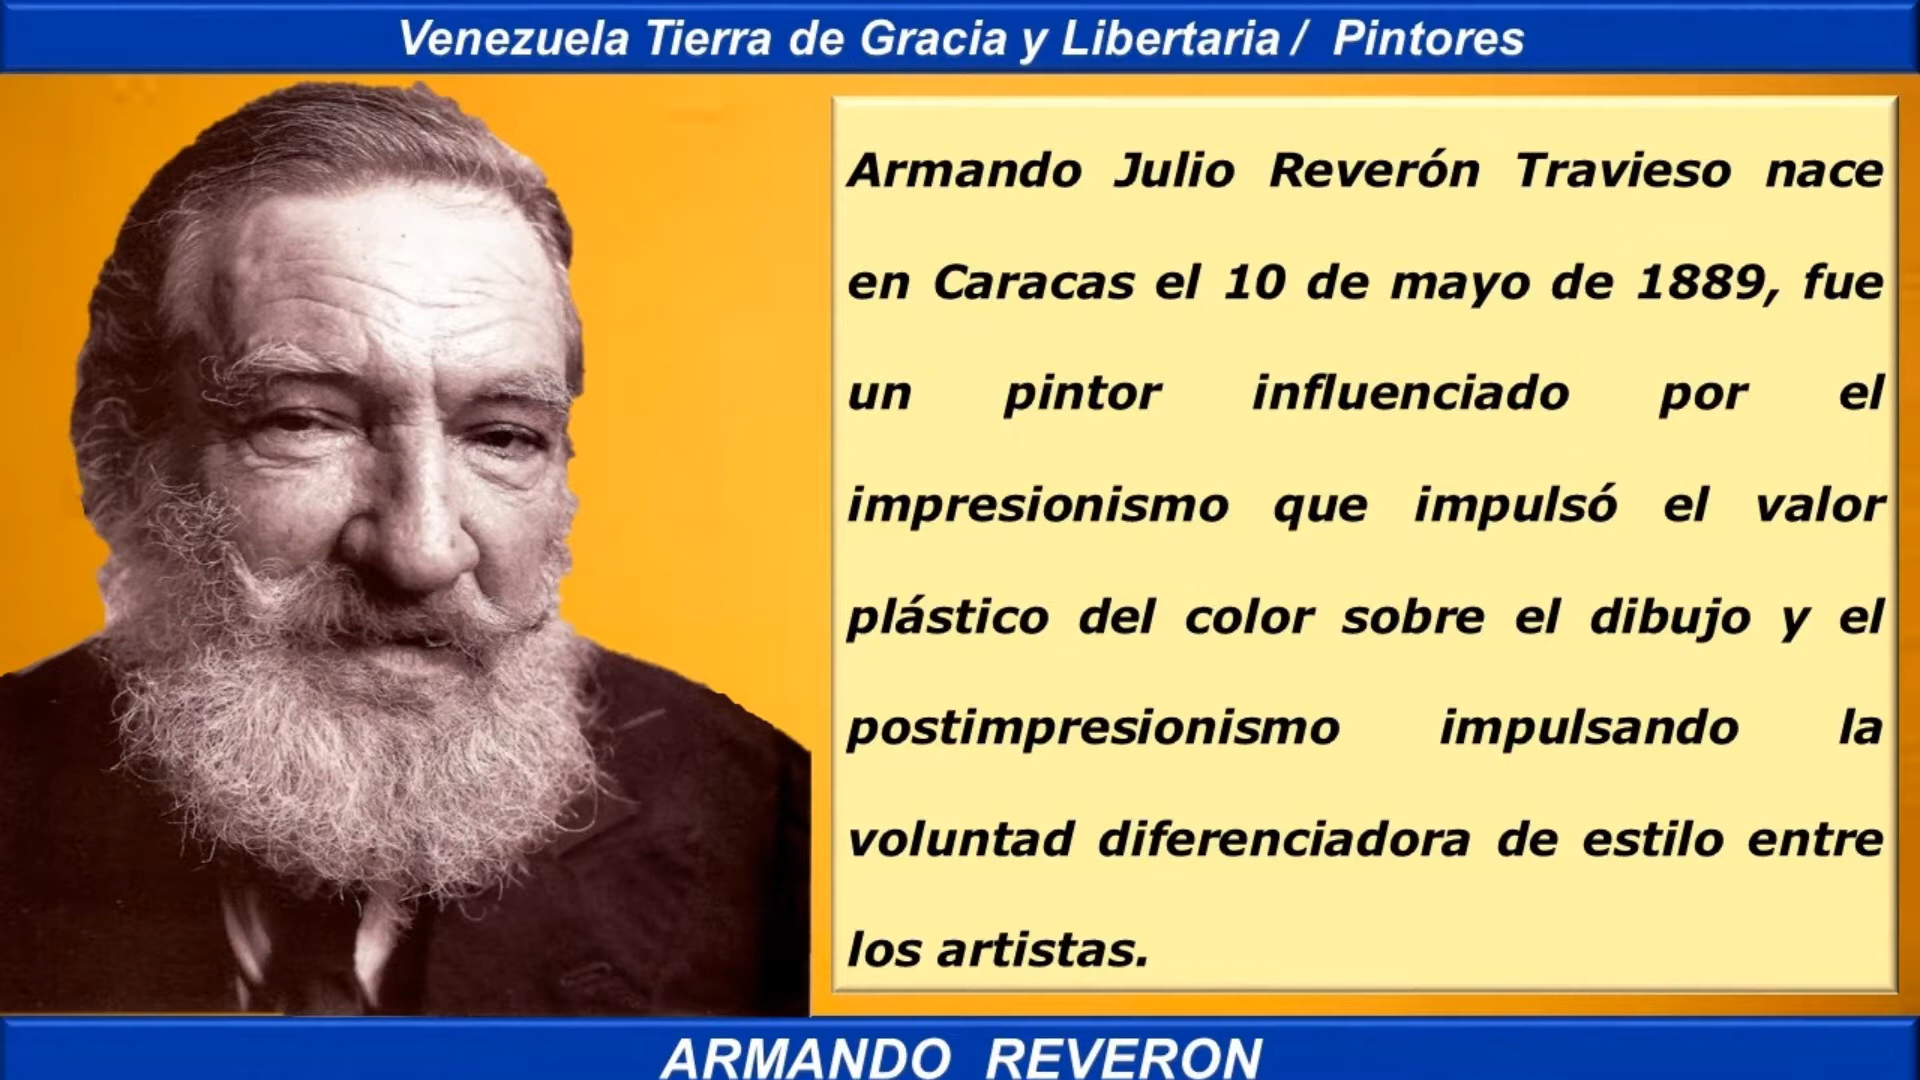 Venezuela Tierra de Gracia y Libertaria / Pintores
Armando Julio Reverón Travieso nace
en Caracas el 10 de mayo de 1889, fue
un pintor influenciado por el
impresionismo que impulsó el valor
plástico del color sobre el dibujo y el
postimpresionismo impulsando la
voluntad diferenciadora de estilo entre
los artistas.
ARMANDO REVERON